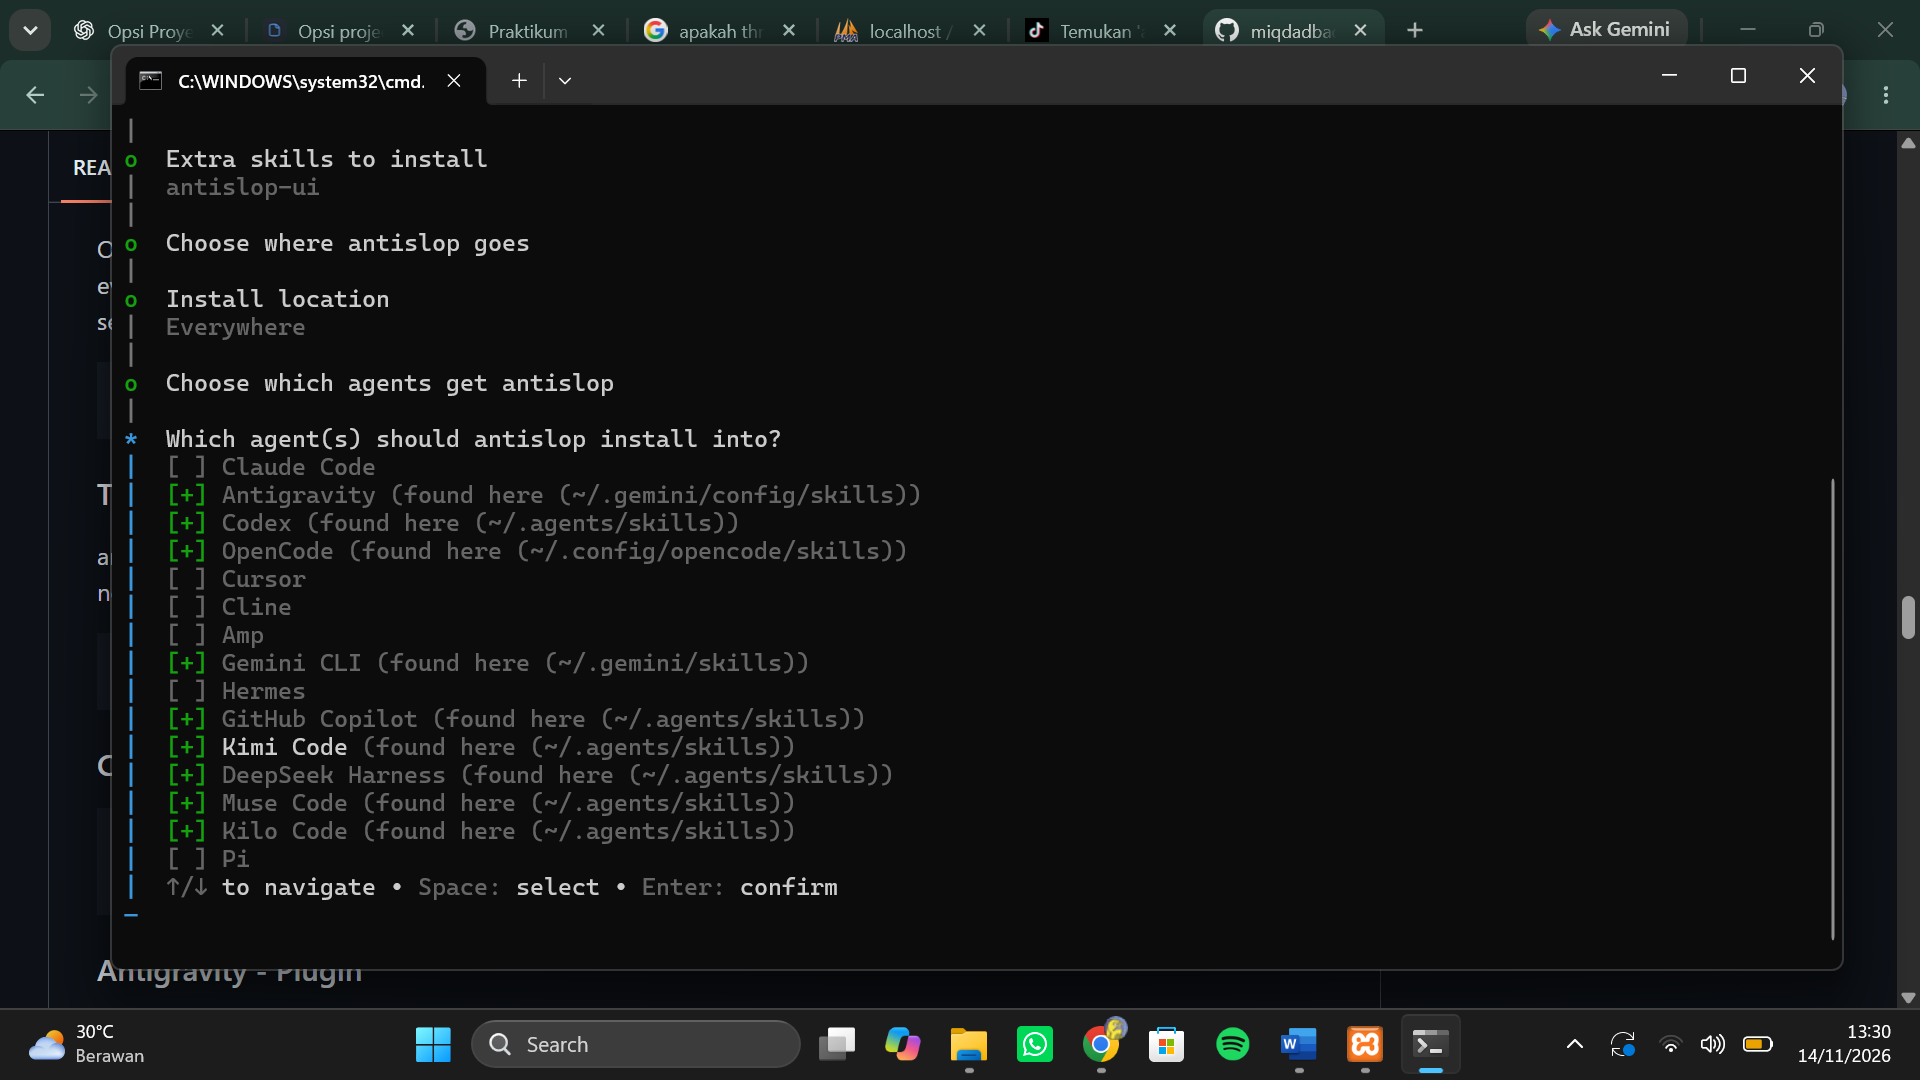 Opsi Proye
Opsi proje
Praktikum
apakah thr
localhost /
Temukan '
miqdadba
Ask Gemini
C:\WINDOWS\system32\cmd.
REA
Extra skills to install
antislop-ui
Choose where antislop goes
Install location
Everywhere
Choose which agents get antislop
* Which agent(s) should antislop install into?
[ ] Claude Code
[+] Antigravity (found here (~/.gemini/config/skills))
[+] Codex (found here (~/.agents/skills))
[+] OpenCode (found here (~/.config/opencode/skills))
[ ] Cursor
[ ] Cline
[ ] Amp
[+] Gemini CLI (found here (~/.gemini/skills))
[ ] Hermes
[+] GitHub Copilot (found here (~/.agents/skills))
[+] Kimi Code (found here (~/.agents/skills))
[+] DeepSeek Harness (found here (~/.agents/skills))
[+] Muse Code (found here (~/.agents/skills))
[+] Kilo Code (found here (~/.agents/skills))
[ ] Pi
↑/↓ to navigate • Space: select • Enter: confirm
Antigravity - Plugin
30°C
Berawan
Search
13:30
14/11/2026